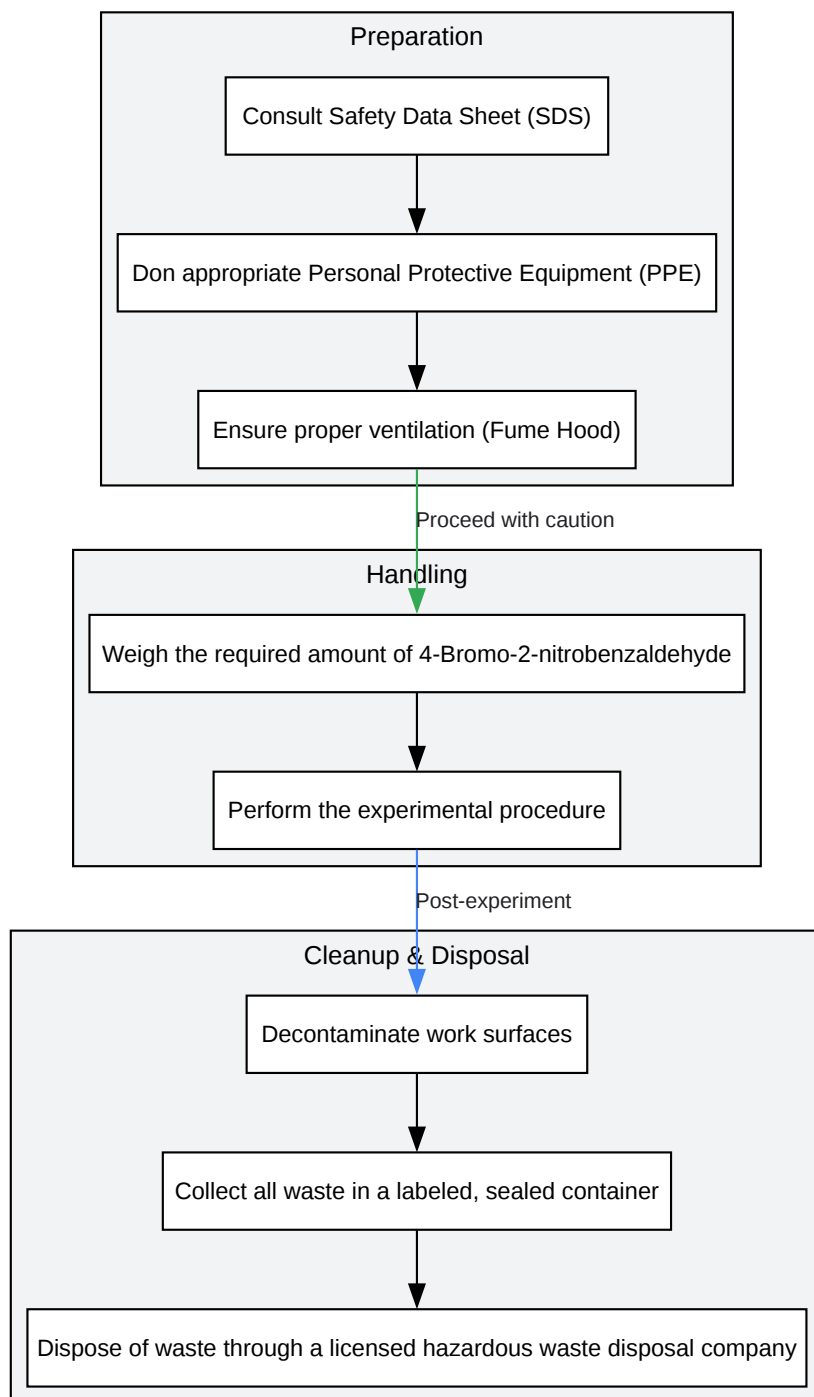 Preparation
Consult Safety Data Sheet (SDS)
Don appropriate Personal Protective Equipment (PPE)
Ensure proper ventilation (Fume Hood)
Proceed with caution
Handling
Weigh the required amount of 4-Bromo-2-nitrobenzaldehyde
Perform the experimental procedure
Post-experiment
Cleanup & Disposal
Decontaminate work surfaces
Collect all waste in a labeled, sealed container
Dispose of waste through a licensed hazardous waste disposal company